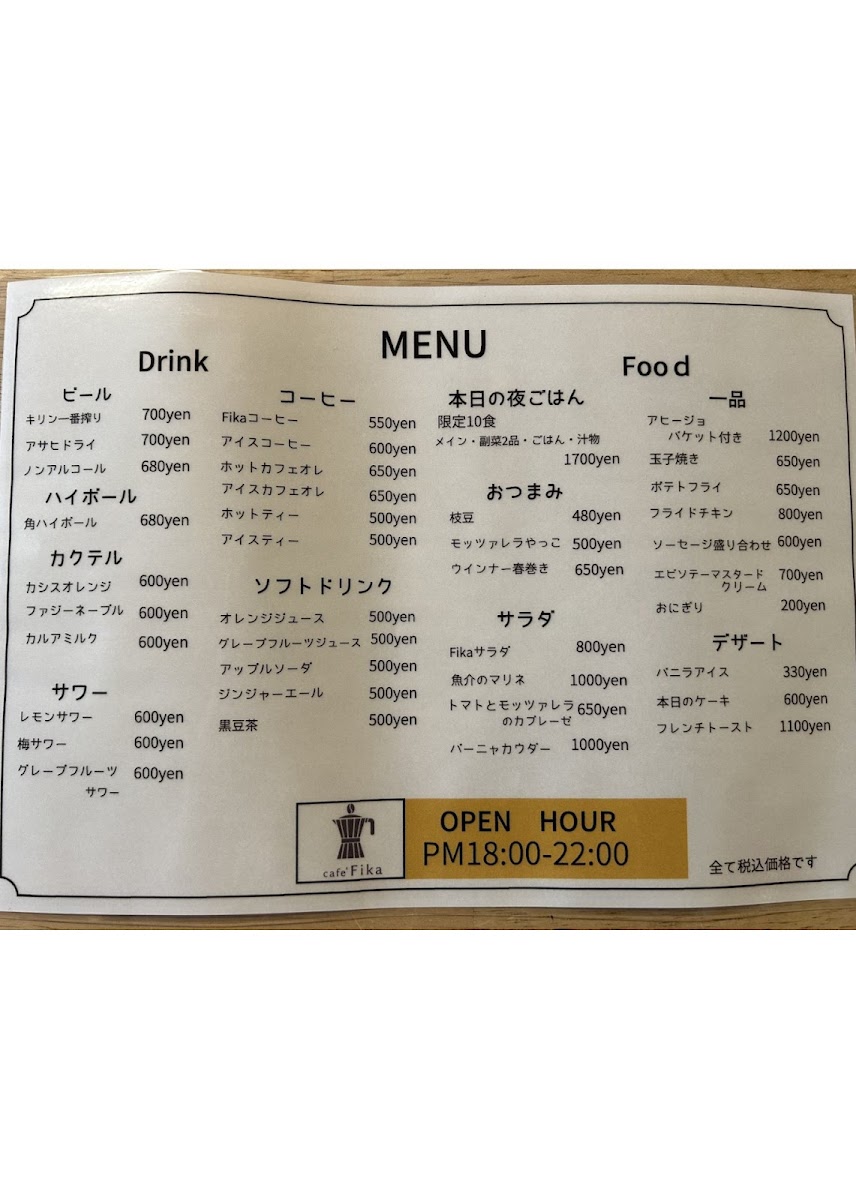 MENU
Drink
ビール
キリン一番搾り 700yen
アサヒドライ 700yen
ノンアルコール 680yen
ハイボール
角ハイボール 680yen
カクテル
カシスオレンジ 600yen
ファジーネーブル 600yen
カルアミルク 600yen
サワー
レモンサワー 600yen
梅サワー 600yen
グレープフルーツ 600yen
サワー
コーヒー
Fikaコーヒー 550yen
アイスコーヒー 600yen
ホットカフェオレ 650yen
アイスカフェオレ 650yen
ホットティー 500yen
アイスティー 500yen
ソフトドリンク
オレンジジュース 500yen
グレープフルーツジュース 500yen
アップルソーダ 500yen
ジンジャーエール 500yen
黒豆茶 500yen
Food
本日の夜ごはん
限定10食
メイン・副菜2品・ごはん・汁物
1700yen
おつまみ
枝豆 480yen
モッツァレラやっこ 500yen
ウインナー春巻き 650yen
サラダ
Fikaサラダ 800yen
魚介のマリネ 1000yen
トマトとモッツァレラ 650yen
のカプレーゼ
バーニャカウダー 1000yen
一品
アヒージョ
バケット付き 1200yen
玉子焼き 650yen
ポテトフライ 650yen
フライドチキン 800yen
ソーセージ盛り合わせ 600yen
エビソテーマスタード 700yen
クリーム
おにぎり 200yen
デザート
バニラアイス 330yen
本日のケーキ 600yen
フレンチトースト 1100yen
cafe'Fika
OPEN HOUR
PM18:00-22:00
全て税込価格です